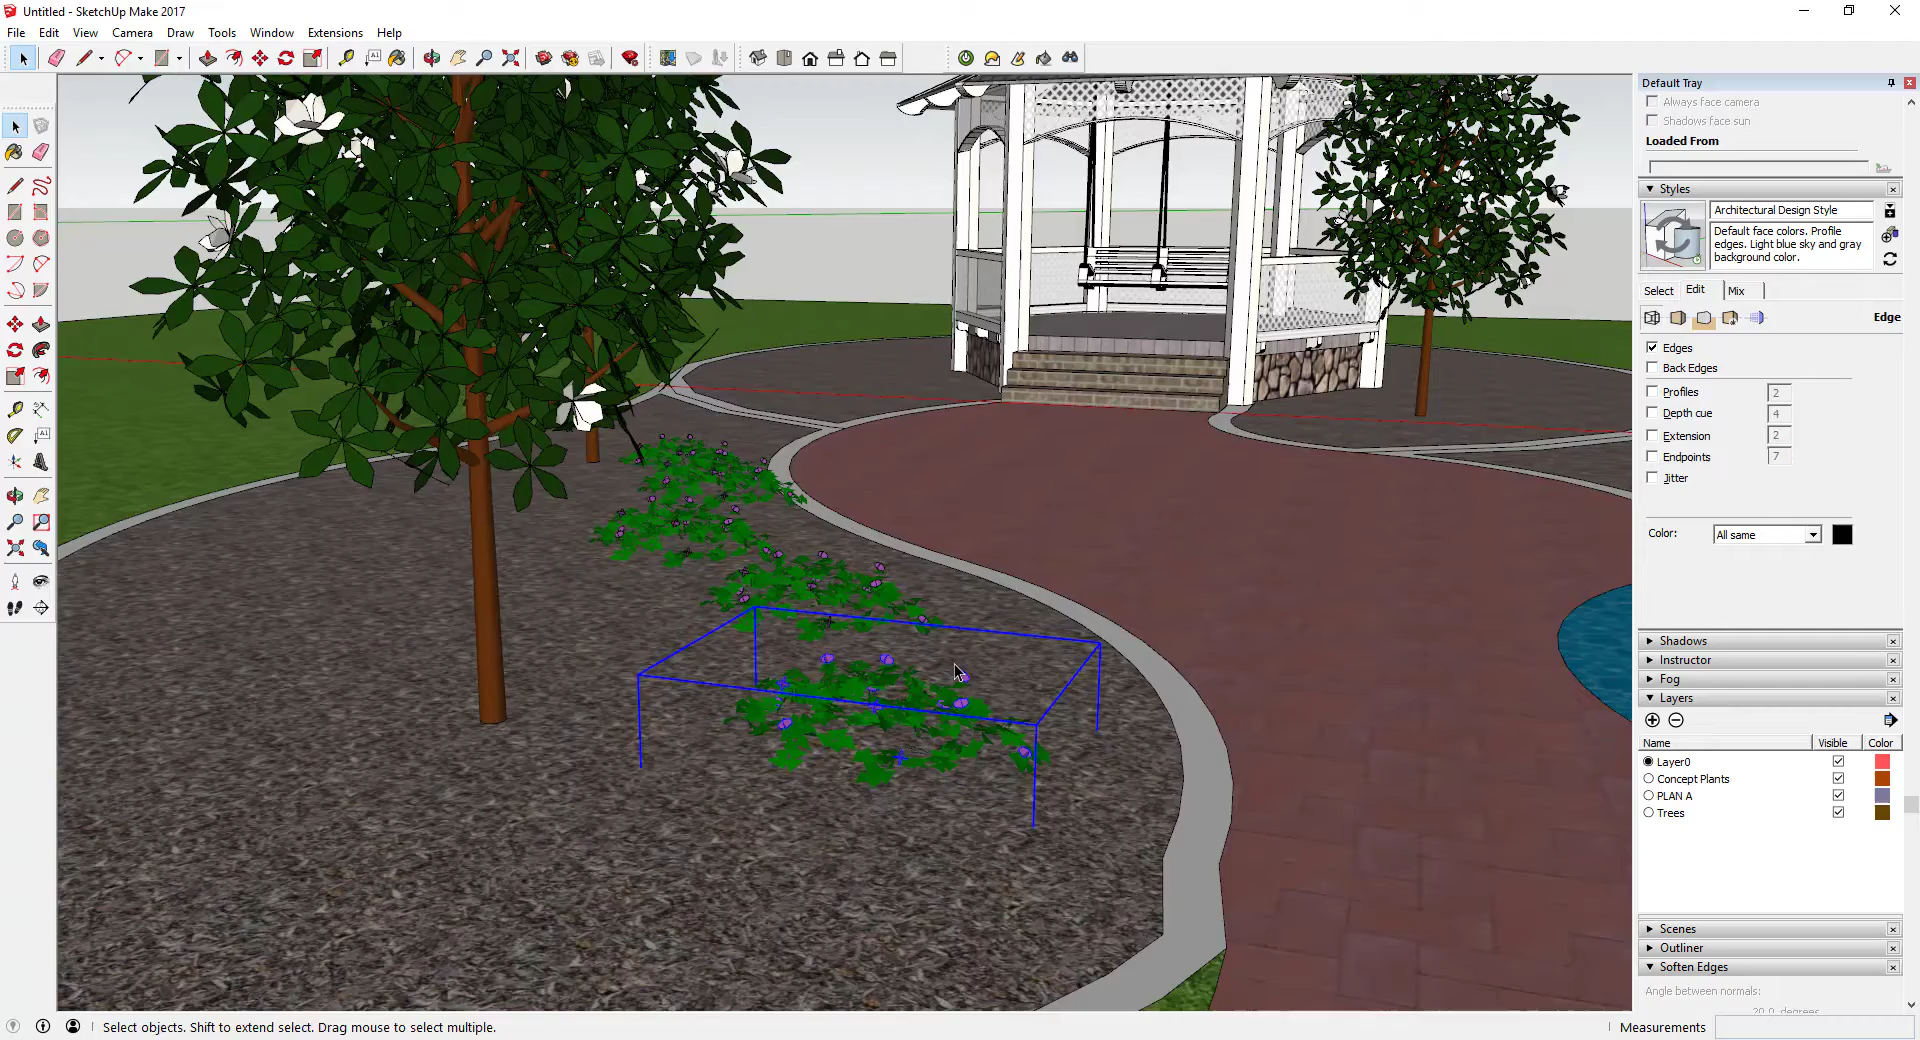 Untitled - SketchUp Make 2017
File Edit View Camera Draw Tools Window Extensions Help
Default Tray
Always face camera
Shadows face sun
Loaded From
Styles
Architectural Design Style
Default face colors. Profile
edges. Light blue sky and gray
background color.
Select Edit Mix
Edge
Edges
Back Edges
Profiles 2
Depth cue 4
Extension 2
Endpoints 7
Jitter
Color: All same
Shadows
Instructor
Fog
Layers
Name Visible Color
Layer0
Concept Plants
PLAN A
Trees
Scenes
Outliner
Soften Edges
Angle between normals:
20.0 degrees
Select objects. Shift to extend select. Drag mouse to select multiple.
Measurements